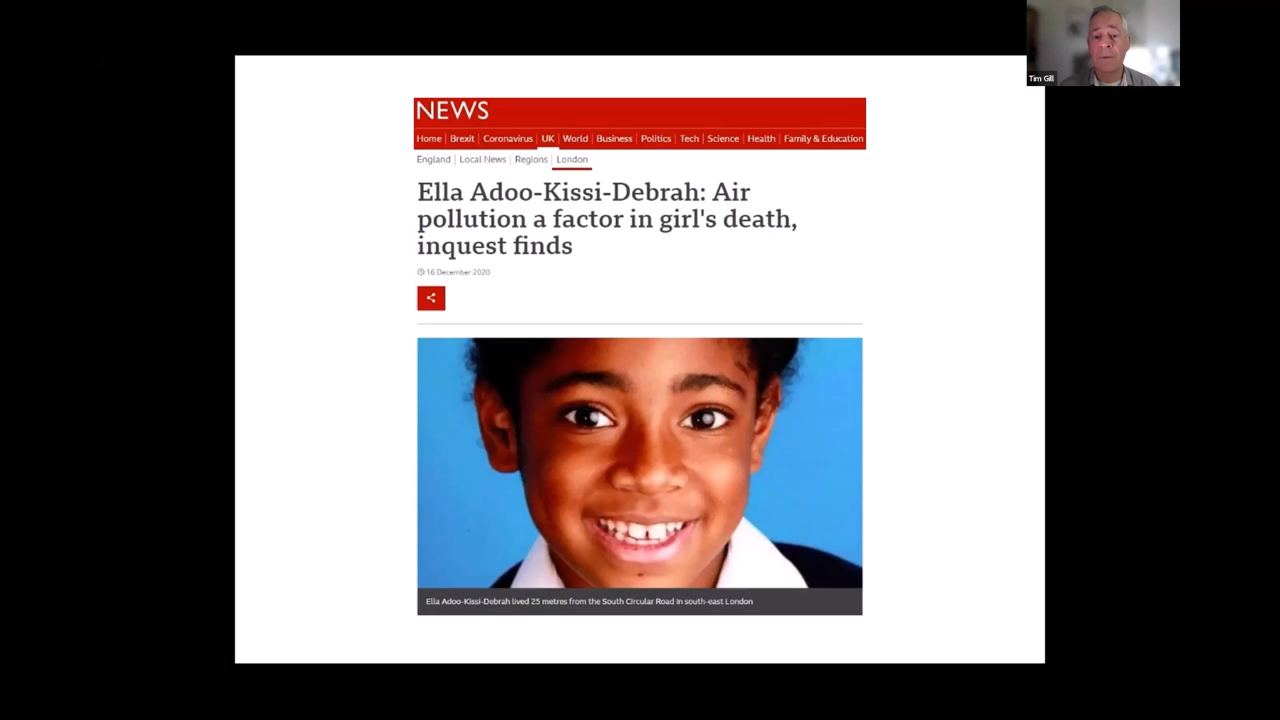 Tim Gill
NEWS
Home Brexit Coronavirus UK World Business Politics Tech Science Health Family & Education
England Local News Regions London
Ella Adoo-Kissi-Debrah: Air
pollution a factor in girl's death,
inquest finds
16 December 2020
Ella Adoo-Kissi-Debrah lived 25 metres from the South Circular Road in south-east London